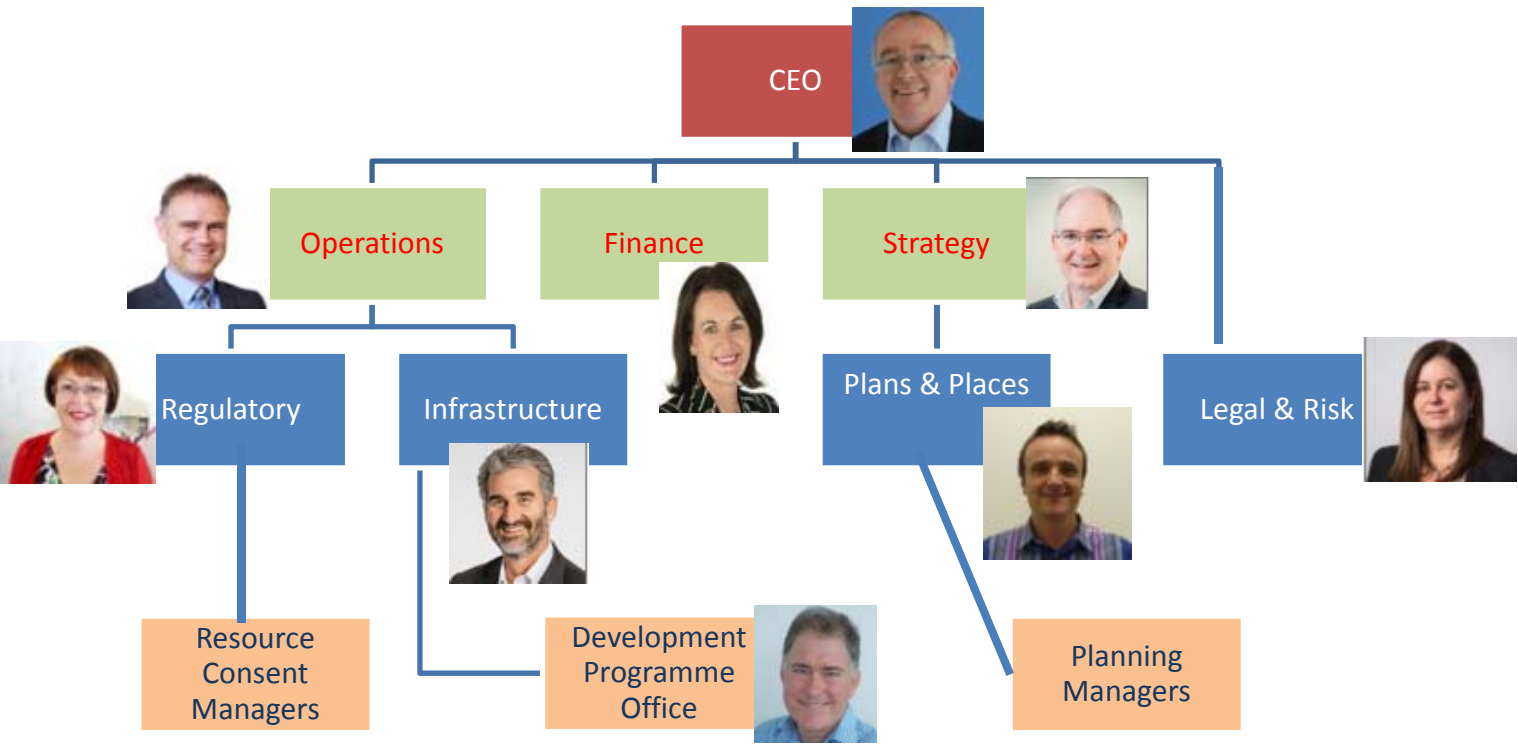 CEO
Operations
Finance
Strategy
Regulatory
Infrastructure
Plans & Places
Legal & Risk
Resource
Consent
Managers
Development
Programme
Office
Planning
Managers